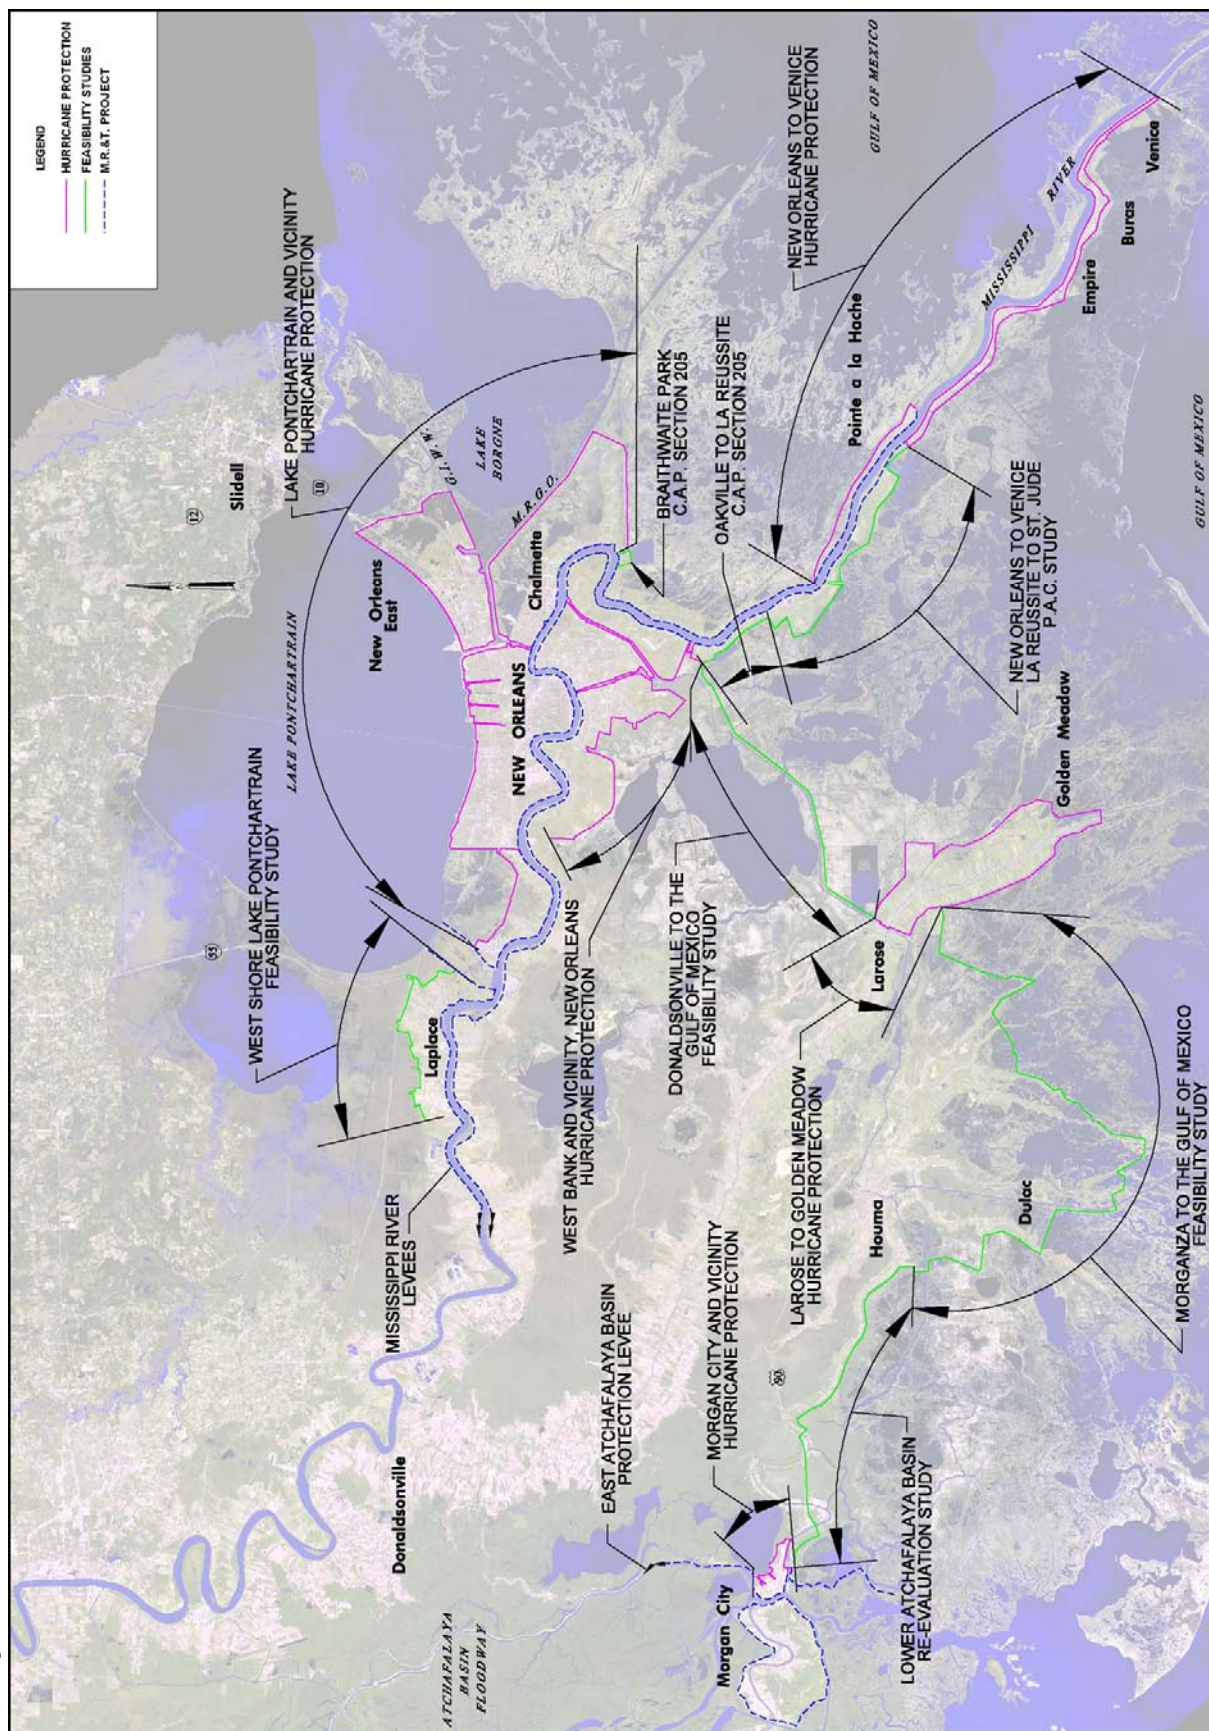 LEGEND
HURRICANE PROTECTION
FEASIBILITY STUDIES
M.R.&T. PROJECT
LAKE PONTCHARTRAIN AND VICINITY
HURRICANE PROTECTION
Slidell
12
10
LAKE PONTCHARTRAIN
New Orleans
East
G.I.W.W.
LAKE
BORGNE
M.R.G.O.
Chalmette
NEW ORLEANS
BRAITHWAITE PARK
C.A.P. SECTION 205
OAKVILLE TO LA REUSSITE
C.A.P. SECTION 205
NEW ORLEANS TO VENICE
HURRICANE PROTECTION
GULF OF MEXICO
Pointe a la Hache
MISSISSIPPI
RIVER
Empire
Buras
Venice
GULF OF MEXICO
NEW ORLEANS TO VENICE
LA REUSSITE TO ST. JUDE
P.A.C. STUDY
WEST SHORE LAKE PONTCHARTRAIN
FEASIBILITY STUDY
55
Laplace
MISSISSIPPI RIVER
LEVEES
WEST BANK AND VICINITY, NEW ORLEANS
HURRICANE PROTECTION
DONALDSONVILLE TO THE
GULF OF MEXICO
FEASIBILITY STUDY
Larose
Golden Meadow
LAROSE TO GOLDEN MEADOW
HURRICANE PROTECTION
Houma
Dulac
MORGANZA TO THE GULF OF MEXICO
FEASIBILITY STUDY
Donaldsonville
EAST ATCHAFALAYA BASIN
PROTECTION LEVEE
MORGAN CITY AND VICINITY
HURRICANE PROTECTION
90
ATCHAFALAYA
BASIN
FLOODWAY
Morgan City
LOWER ATCHAFALAYA BASIN
RE-EVALUATION STUDY